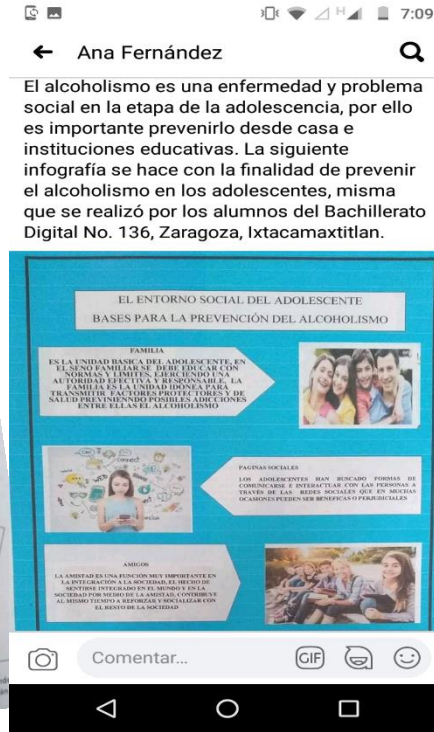 7:09
Ana Fernández
El alcoholismo es una enfermedad y problema
social en la etapa de la adolescencia, por ello
es importante prevenirlo desde casa e
instituciones educativas. La siguiente
infografía se hace con la finalidad de prevenir
el alcoholismo en los adolescentes, misma
que se realizó por los alumnos del Bachillerato
Digital No. 136, Zaragoza, Ixtacamaxtitlan.
EL ENTORNO SOCIAL DEL ADOLESCENTE
BASES PARA LA PREVENCIÓN DEL ALCOHOLISMO
FAMILIA
ES LA UNIDAD BASICA DEL ADOLESCENTE, EN
EL SENO FAMILIAR SE DEBE EDUCAR CON
NORMAS Y LIMITES, EJERCIENDO UNA
AUTORIDAD EFECTIVA Y RESPONSABLE, LA
FAMILIA ES LA UNIDAD IDONEA PARA
TRANSMITIR FACTORES PROTECTORES Y DE
SALUD PREVINIENDO POSIBLES ADICCIONES
ENTRE ELLAS EL ALCOHOLISMO
PAGINAS SOCIALES
LOS ADOLESCENTES HAN BUSCADO FORMAS DE
COMUNICARSE E INTERACTUAR CON LAS PERSONAS A
TRAVÉS DE LAS REDES SOCIALES QUE EN MUCHAS
OCASIONES PUEDEN SER BENEFICAS O PERJUDICIALES
AMIGOS
LA AMISTAD ES UNA FUNCIÓN MUY IMPORTANTE EN
LA INTEGRACIÓN A LA SOCIEDAD, EL HECHO DE
SENTIRSE INTEGRADO EN EL MUNDO Y EN LA
SOCIEDAD POR MEDIO DE LA AMISTAD, CONTRIBUYE
AL MISMO TIEMPO A REFORZAR Y SOCIALIZAR CON
EL RESTO DE LA SOCIEDAD
Comentar...
GIF